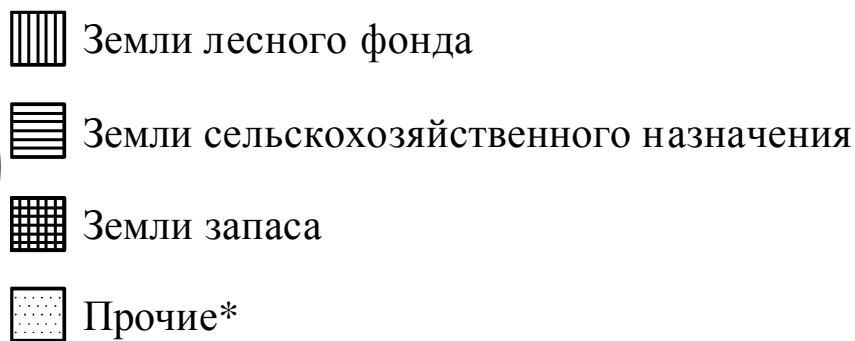 Земли лесного фонда
Земли сельскохозяйственного назначения
Земли запаса
Прочие*